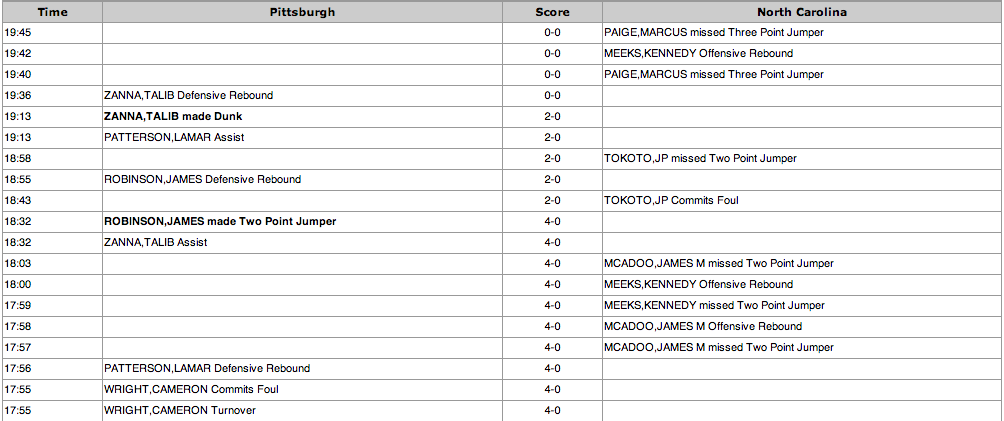 Time Pittsburgh Score North Carolina
19:45 0-0 PAIGE,MARCUS missed Three Point Jumper
19:42 0-0 MEEKS,KENNEDY Offensive Rebound
19:40 0-0 PAIGE,MARCUS missed Three Point Jumper
19:36 ZANNA,TALIB Defensive Rebound 0-0
19:13 ZANNA,TALIB made Dunk 2-0
19:13 PATTERSON,LAMAR Assist 2-0
18:58 2-0 TOKOTO,JP missed Two Point Jumper
18:55 ROBINSON,JAMES Defensive Rebound 2-0
18:43 2-0 TOKOTO,JP Commits Foul
18:32 ROBINSON,JAMES made Two Point Jumper 4-0
18:32 ZANNA,TALIB Assist 4-0
18:03 4-0 MCADOO,JAMES M missed Two Point Jumper
18:00 4-0 MEEKS,KENNEDY Offensive Rebound
17:59 4-0 MEEKS,KENNEDY missed Two Point Jumper
17:58 4-0 MCADOO,JAMES M Offensive Rebound
17:57 4-0 MCADOO,JAMES M missed Two Point Jumper
17:56 PATTERSON,LAMAR Defensive Rebound 4-0
17:55 WRIGHT,CAMERON Commits Foul 4-0
17:55 WRIGHT,CAMERON Turnover 4-0